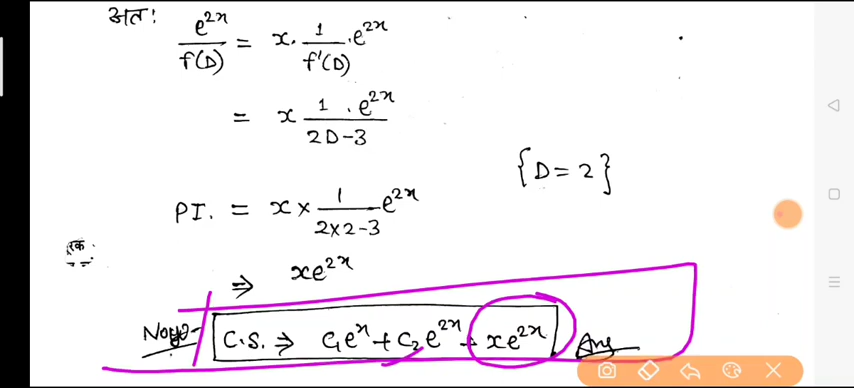 अतः
e^{2x}/f(D) = x · 1/f'(D) · e^{2x}
= x 1/(2D-3) · e^{2x}
{D = 2}
P.I. = x × 1/(2×2-3) e^{2x}
⇒ xe^{2x}
C.S. ⇒ C₁e^x + C₂e^{2x} + xe^{2x} Ans